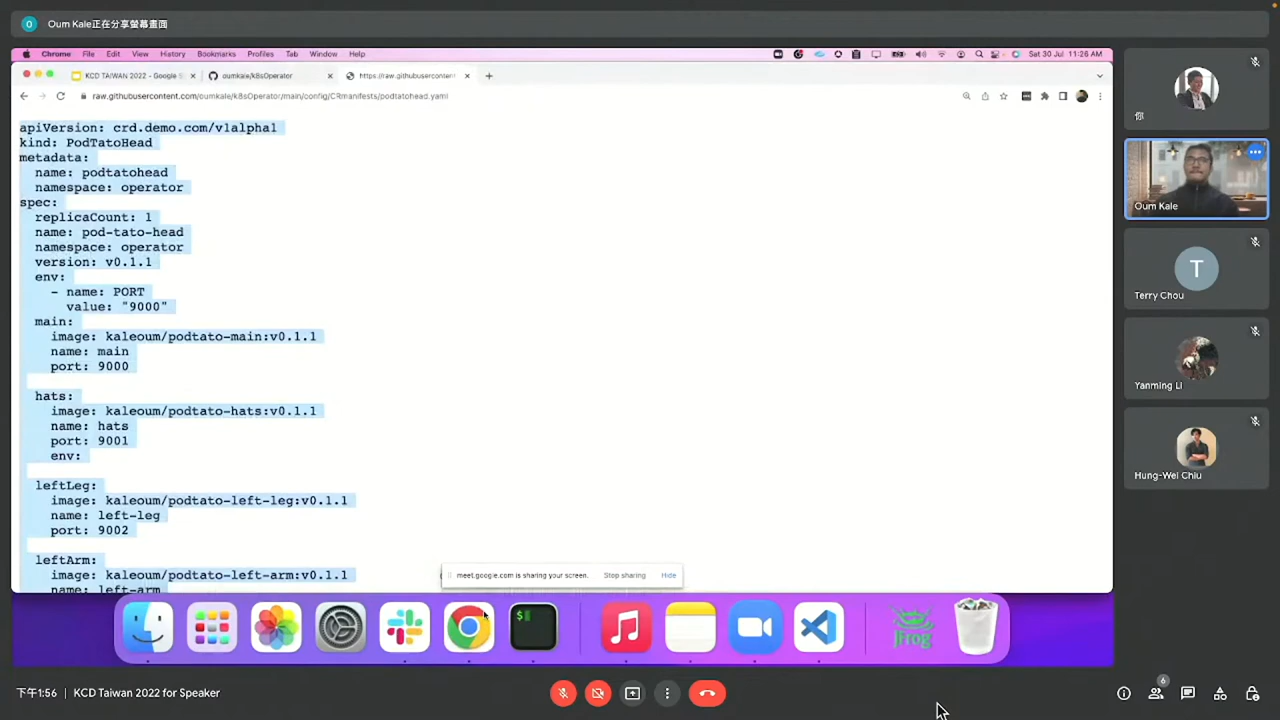 O
Oum Kale正在分享螢幕畫面
Chrome File Edit View History Bookmarks Profiles Tab Window Help
Sat 30 Jul 11:26 AM
KCD TAIWAN 2022 - Google S
oumkale/k8sOperator
https://raw.githubusercontent
raw.githubusercontent.com/oumkale/k8sOperator/main/config/CRmanifests/podtatohead.yaml
apiVersion: crd.demo.com/v1alpha1
kind: PodTatoHead
metadata:
name: podtatohead
namespace: operator
spec:
replicaCount: 1
name: pod-tato-head
namespace: operator
version: v0.1.1
env:
- name: PORT
value: "9000"
main:
image: kaleoum/podtato-main:v0.1.1
name: main
port: 9000
hats:
image: kaleoum/podtato-hats:v0.1.1
name: hats
port: 9001
env:
leftLeg:
image: kaleoum/podtato-left-leg:v0.1.1
name: left-leg
port: 9002
leftArm:
image: kaleoum/podtato-left-arm:v0.1.1
name: left-arm
meet.google.com is sharing your screen. Stop sharing Hide
$
JFrog
你
Oum Kale
T
Terry Chou
Yanming Li
Hung-Wei Chiu
下午1:56 | KCD Taiwan 2022 for Speaker
6